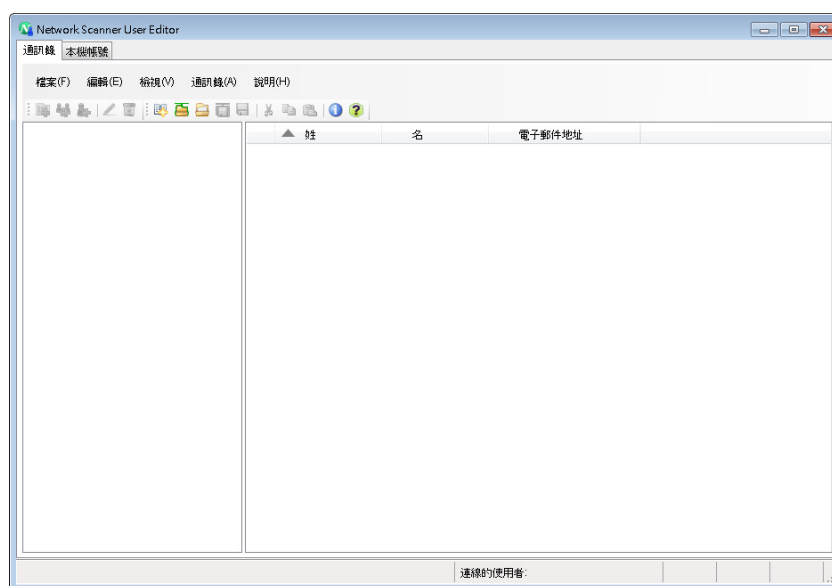 Network Scanner User Editor
通訊錄 本機帳號
檔案(F) 編輯(E) 檢視(V) 通訊錄(A) 說明(H)
姓 名 電子郵件地址
連線的使用者: